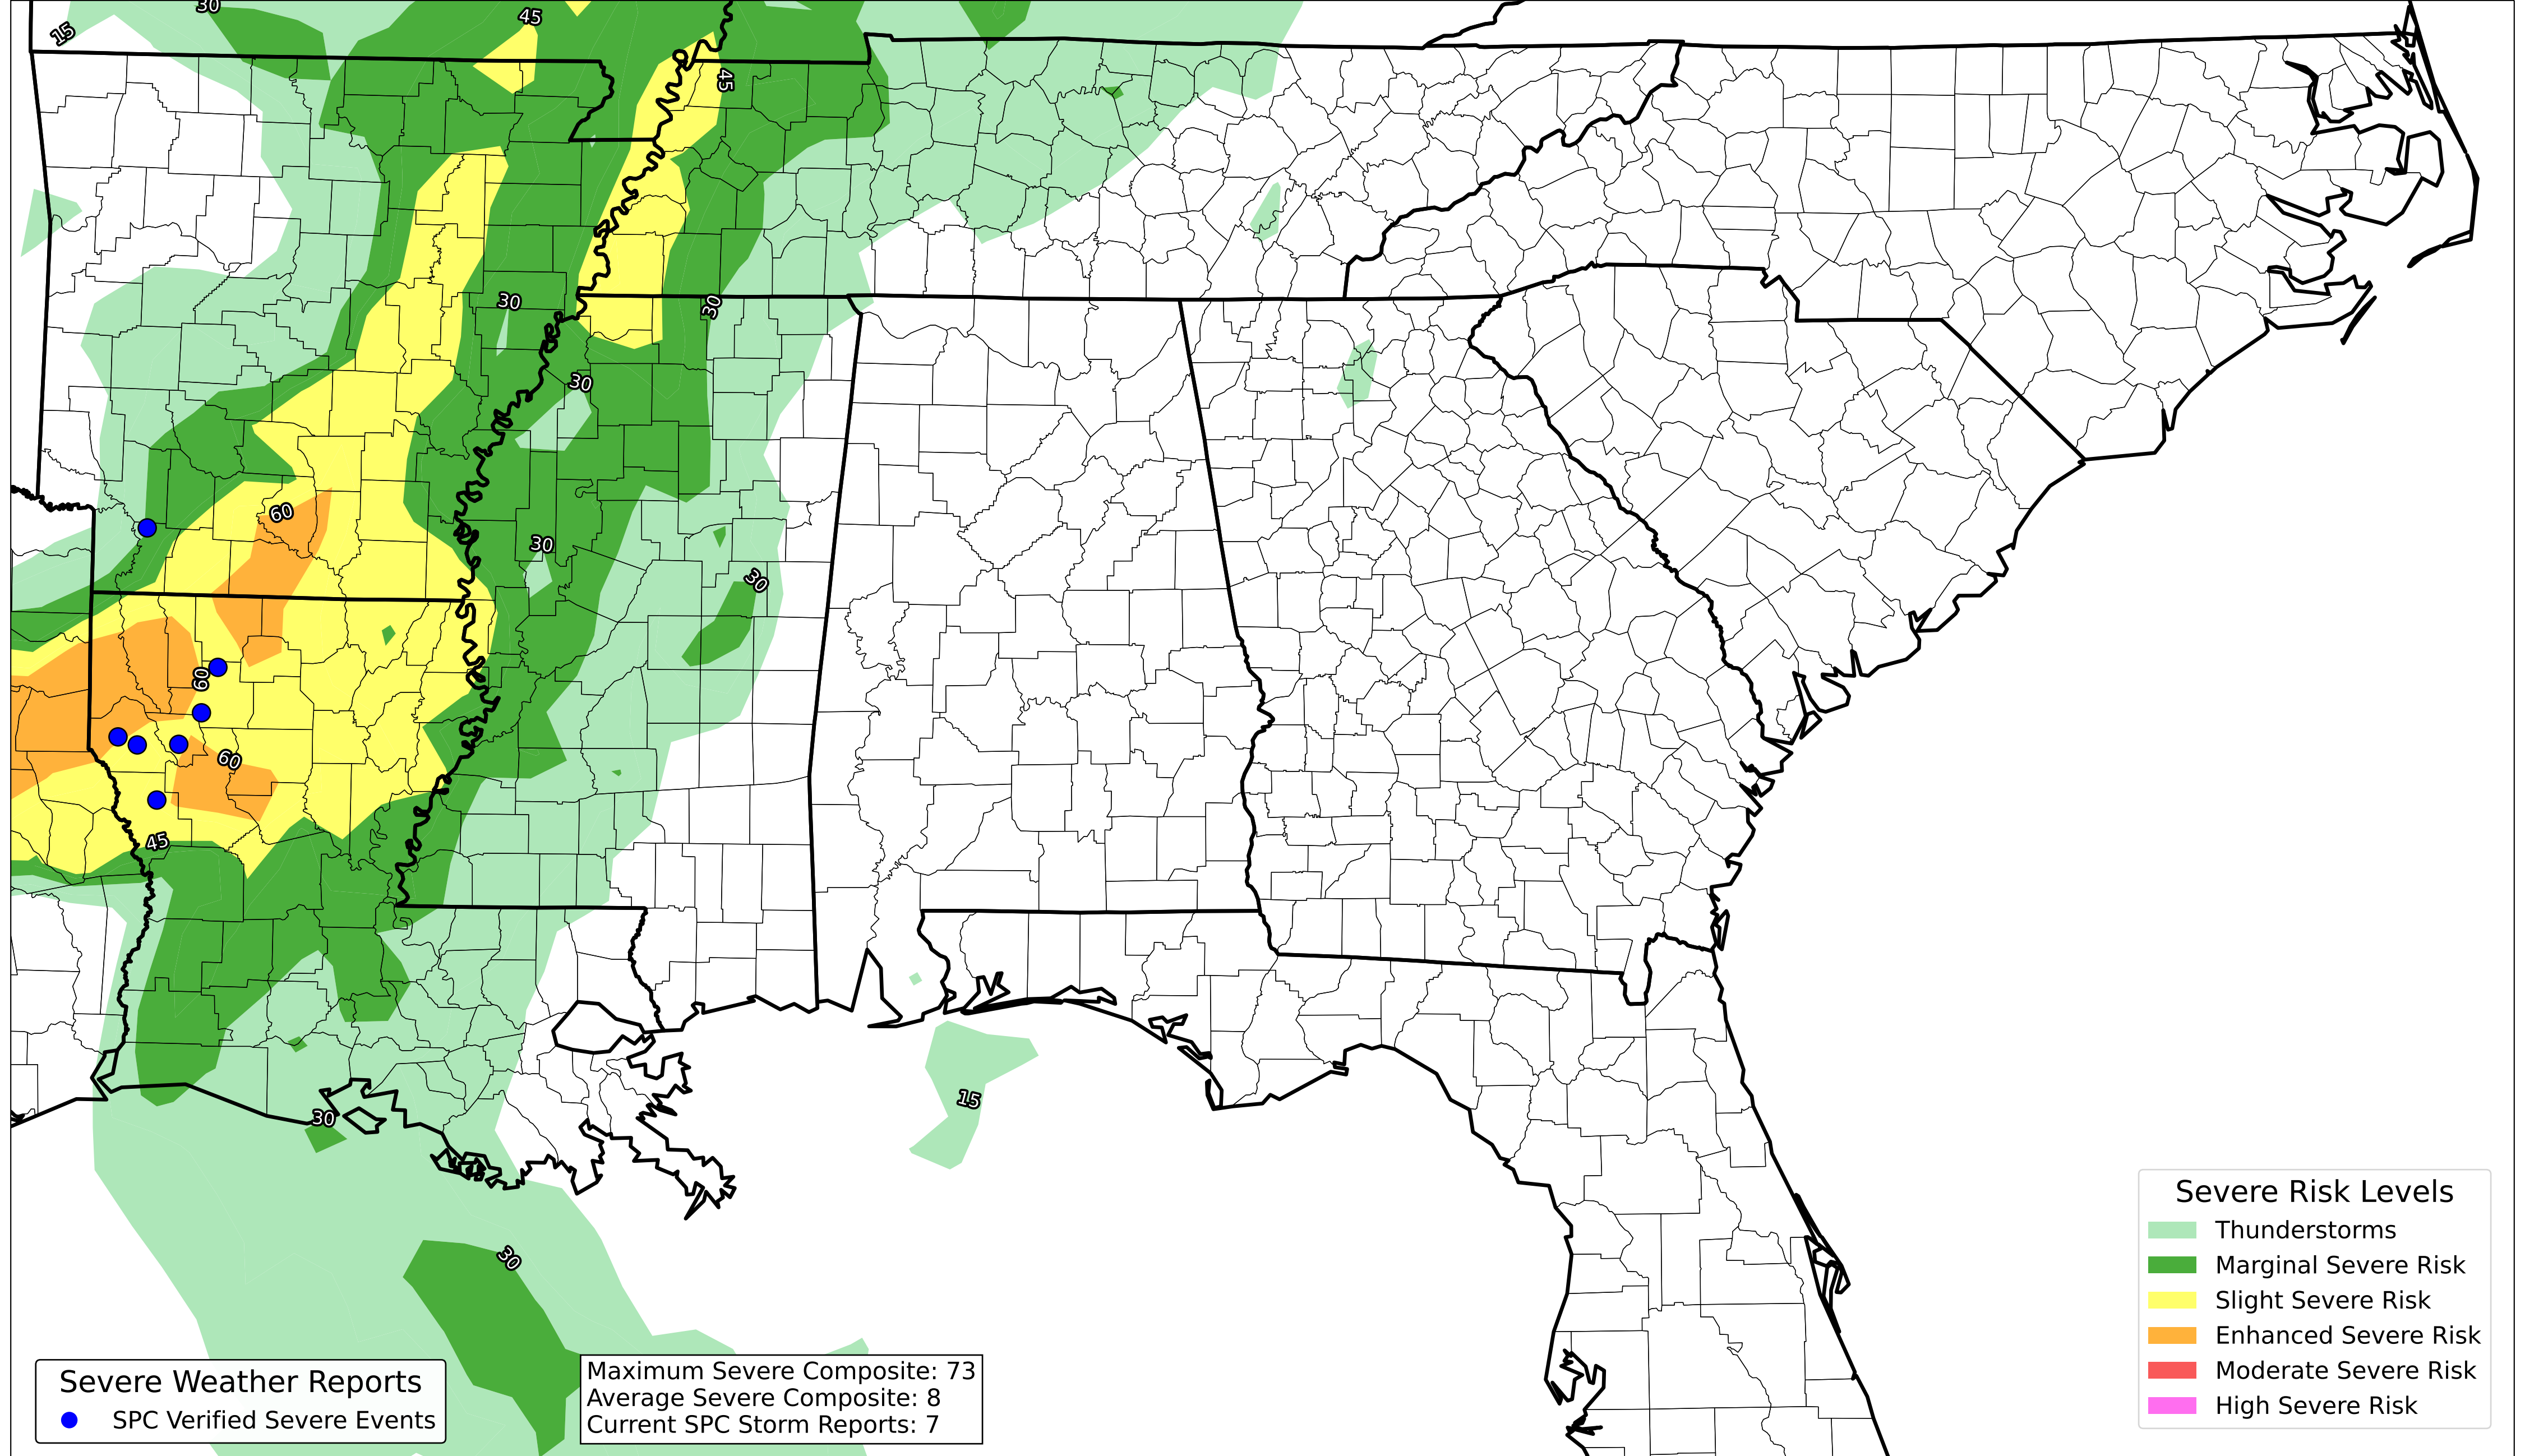 30
45
15
45
30
30
30
60
30
30
60
60
45
15
30
30
Severe Risk Levels
Thunderstorms
Marginal Severe Risk
Slight Severe Risk
Enhanced Severe Risk
Moderate Severe Risk
High Severe Risk
Severe Weather Reports
SPC Verified Severe Events
Maximum Severe Composite: 73
Average Severe Composite: 8
Current SPC Storm Reports: 7